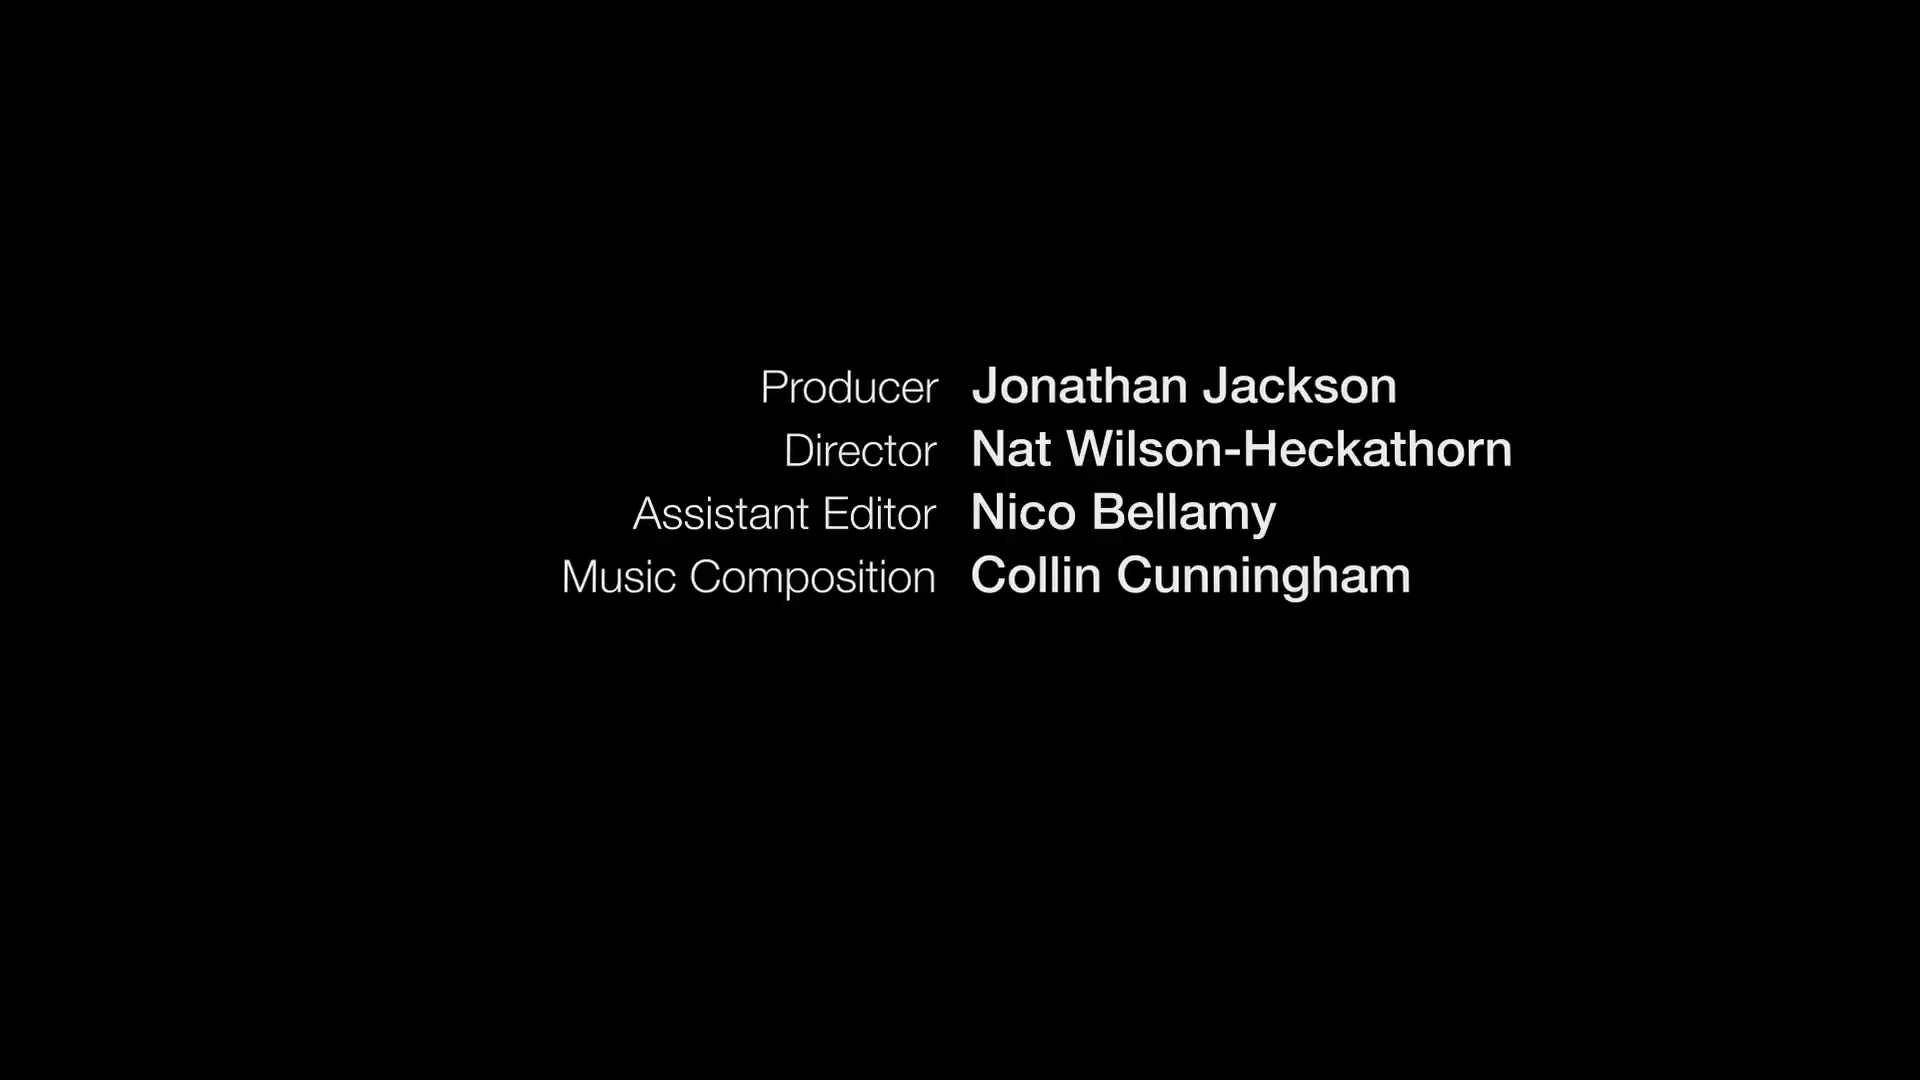 Producer Jonathan Jackson
Director Nat Wilson-Heckathorn
Assistant Editor Nico Bellamy
Music Composition Collin Cunningham